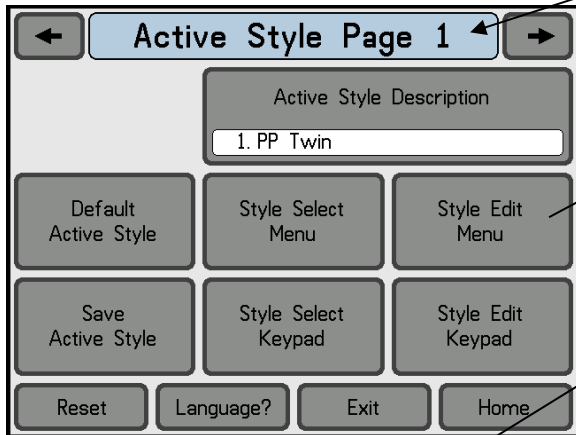 Active Style Page 1
Active Style Description
1. PP Twin
Default
Active Style
Style Select
Menu
Style Edit
Menu
Save
Active Style
Style Select
Keypad
Style Edit
Keypad
Reset
Language?
Exit
Home